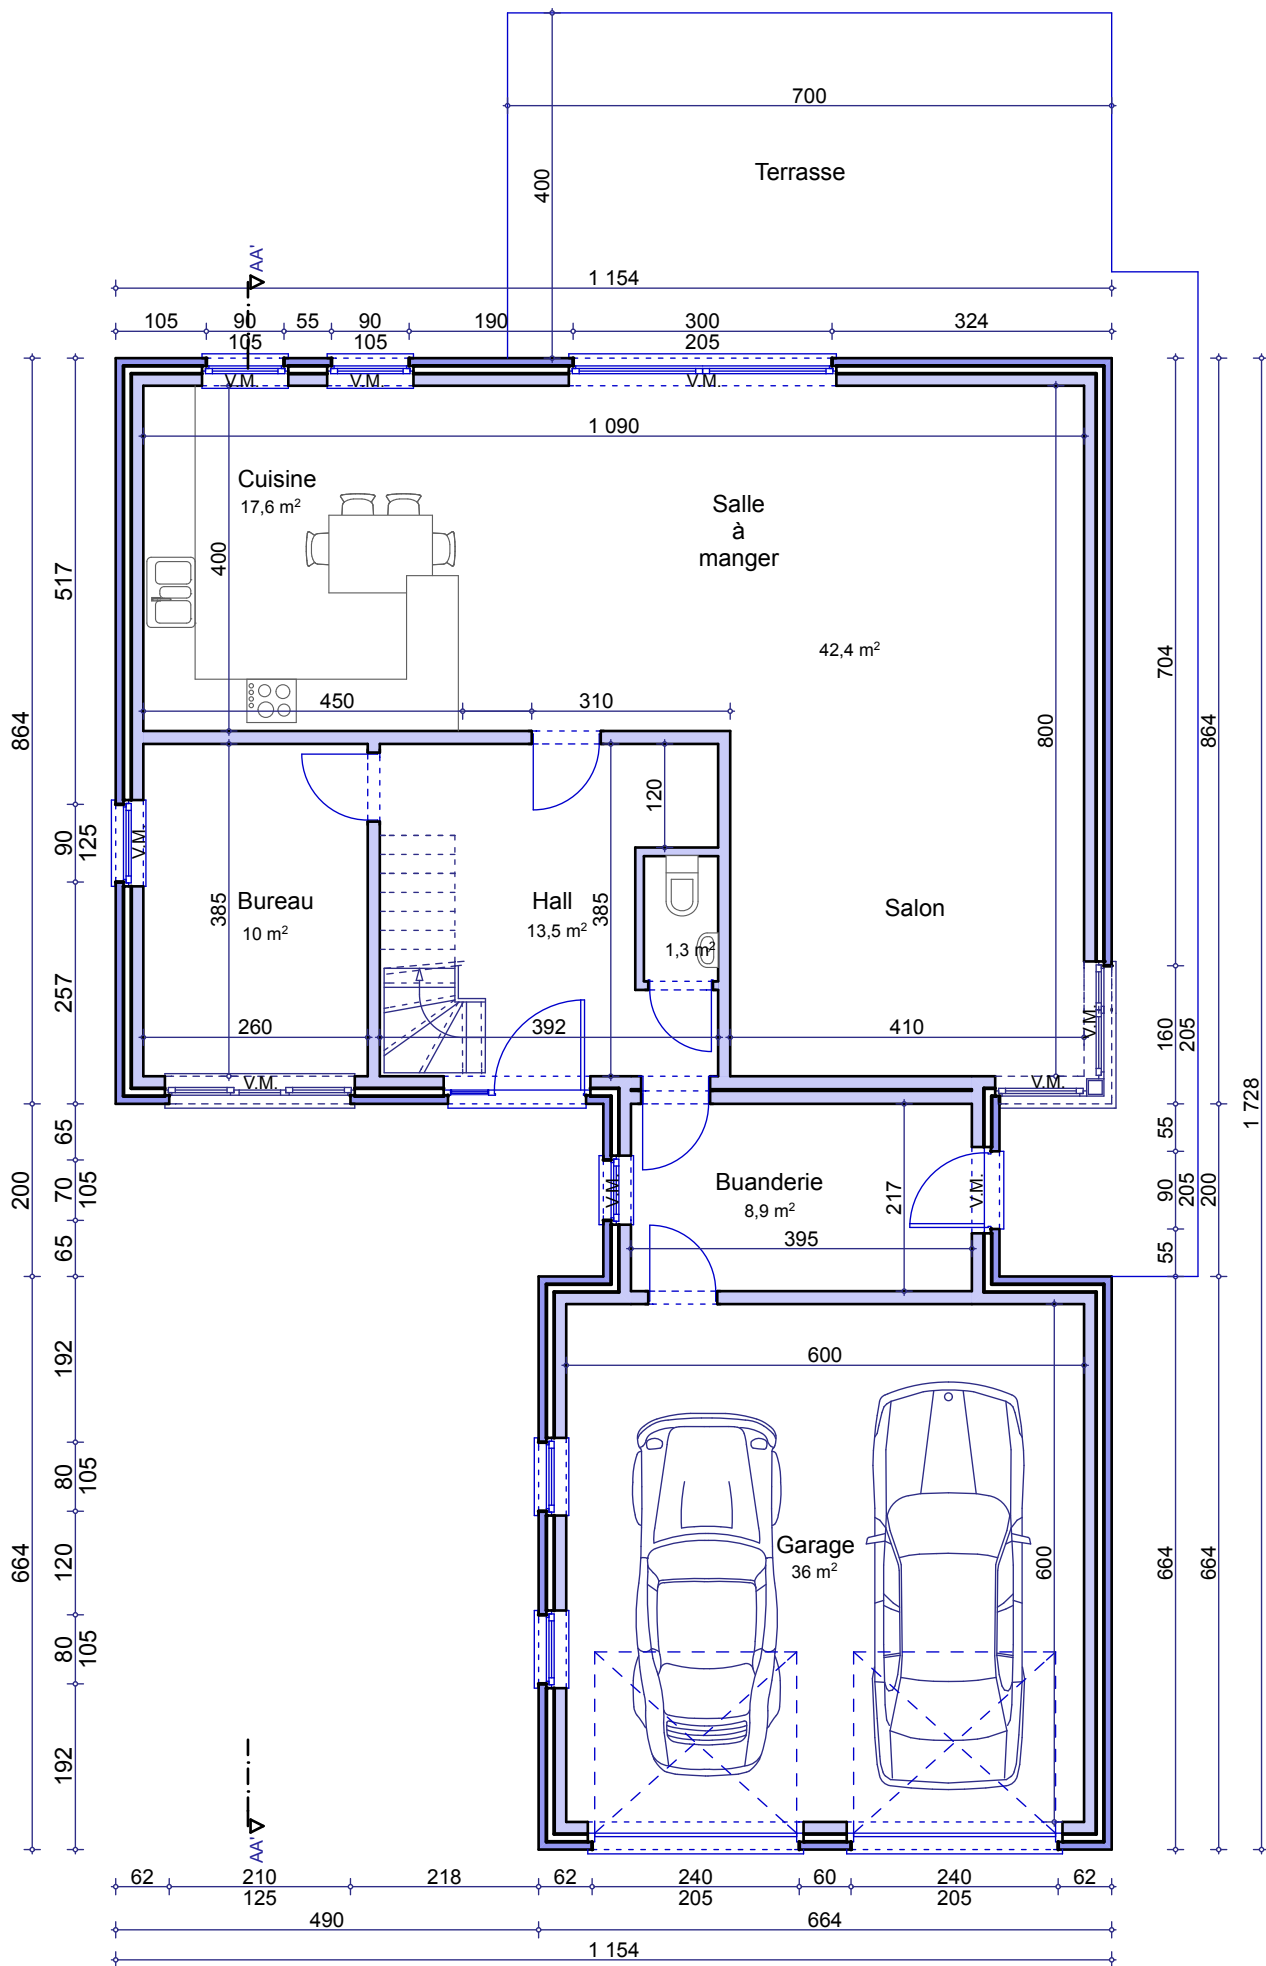 700
400
Terrasse
AA'
1 154
105 90 55 90 190 300 324
105 105 205
V.M. V.M. V.M.
1 090
Cuisine
17,6 m²
Salle
à
manger
400
517
42,4 m²
704
450 310
864
800
864
120
90
125
V.M.
385
Bureau
10 m²
Hall
13,5 m²
385
1,3 m²
Salon
257
260 392 410
V.M.
160
205
V.M. V.M.
1 728
65
55
200
70
105
V.M.
Buanderie
8,9 m²
217
V.M.
90
205
200
65
395
55
192
600
80
105
Garage
36 m²
600
664
120
664
664
80
105
192
AA'
62 210 218 62 240 60 240 62
125 205 205
490 664
1 154